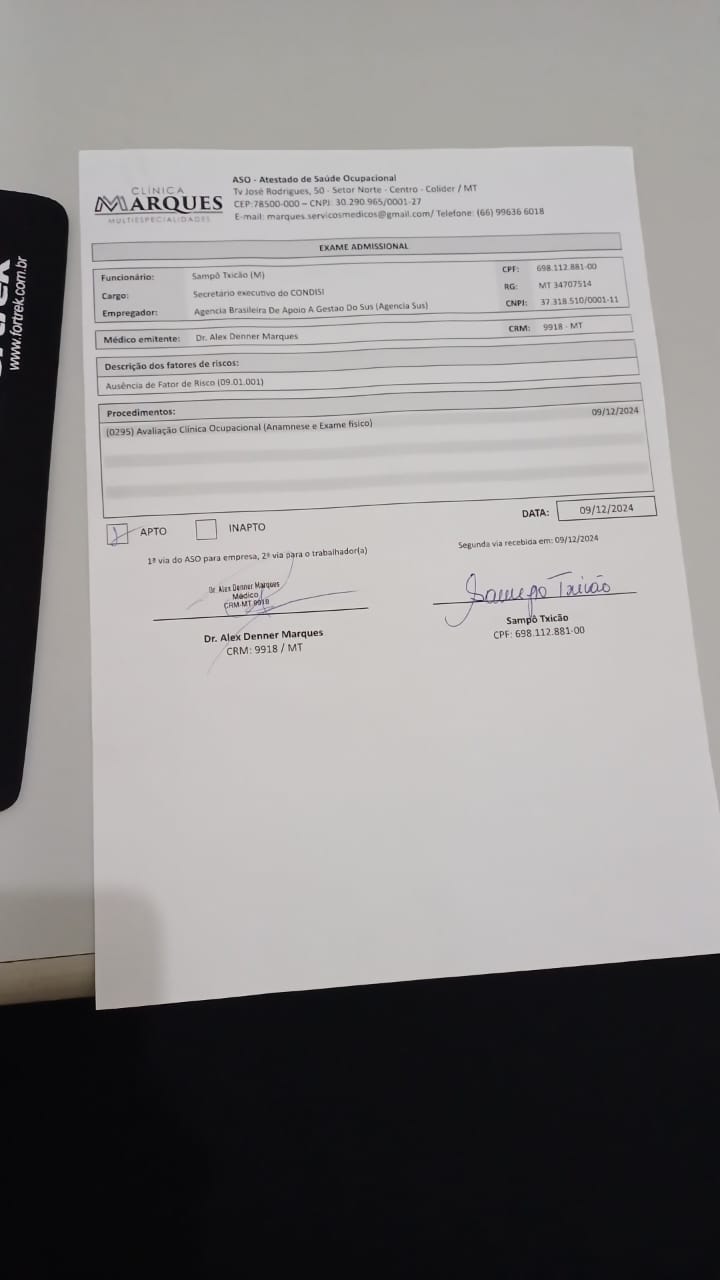 www.fortrek.com.br
CLÍNICA
MARQUES
MULTIESPECIALIDADES
ASO - Atestado de Saúde Ocupacional
Tv José Rodrigues, 50 - Setor Norte - Centro - Colider / MT
CEP:78500-000 – CNPJ: 30.290.965/0001-27
E-mail: marques.servicosmedicos@gmail.com/ Telefone: (66) 99636 6018
EXAME ADMISSIONAL
Funcionário: Sampô Txicão (M) CPF: 698.112.881-00
Cargo: Secretário executivo do CONDISI RG: MT 34707514
Empregador: Agencia Brasileira De Apoio A Gestao Do Sus (Agencia Sus) CNPJ: 37.318.510/0001-11
Médico emitente: Dr. Alex Denner Marques CRM: 9918 - MT
Descrição dos fatores de riscos:
Ausência de Fator de Risco (09.01.001)
Procedimentos:
(0295) Avaliação Clínica Ocupacional (Anamnese e Exame físico) 09/12/2024
APTO INAPTO DATA: 09/12/2024
1ª via do ASO para empresa, 2ª via para o trabalhador(a) Segunda via recebida em: 09/12/2024
Dr. Alex Denner Marques
Médico
CRM-MT 9918
Txicão
Dr. Alex Denner Marques
CRM: 9918 / MT
Sampô Txicão
CPF: 698.112.881-00